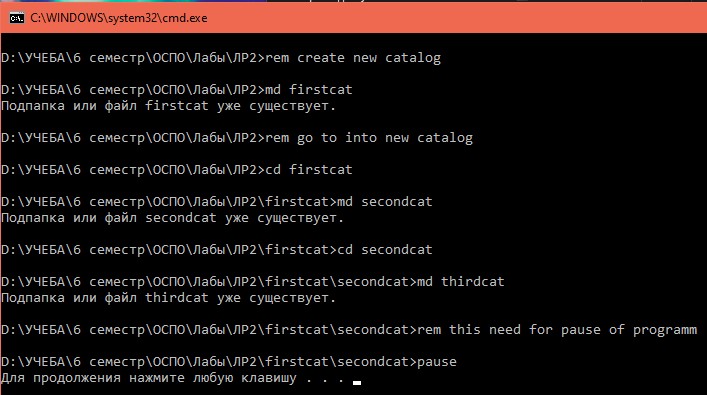 C:\WINDOWS\system32\cmd.exe
D:\УЧЕБА\6 семестр\ОСПО\Лабы\ЛР2>rem create new catalog
D:\УЧЕБА\6 семестр\ОСПО\Лабы\ЛР2>md firstcat
Подпапка или файл firstcat уже существует.
D:\УЧЕБА\6 семестр\ОСПО\Лабы\ЛР2>rem go to into new catalog
D:\УЧЕБА\6 семестр\ОСПО\Лабы\ЛР2>cd firstcat
D:\УЧЕБА\6 семестр\ОСПО\Лабы\ЛР2\firstcat>md secondcat
Подпапка или файл secondcat уже существует.
D:\УЧЕБА\6 семестр\ОСПО\Лабы\ЛР2\firstcat>cd secondcat
D:\УЧЕБА\6 семестр\ОСПО\Лабы\ЛР2\firstcat\secondcat>md thirdcat
Подпапка или файл thirdcat уже существует.
D:\УЧЕБА\6 семестр\ОСПО\Лабы\ЛР2\firstcat\secondcat>rem this need for pause of programm
D:\УЧЕБА\6 семестр\ОСПО\Лабы\ЛР2\firstcat\secondcat>pause
Для продолжения нажмите любую клавишу . . .